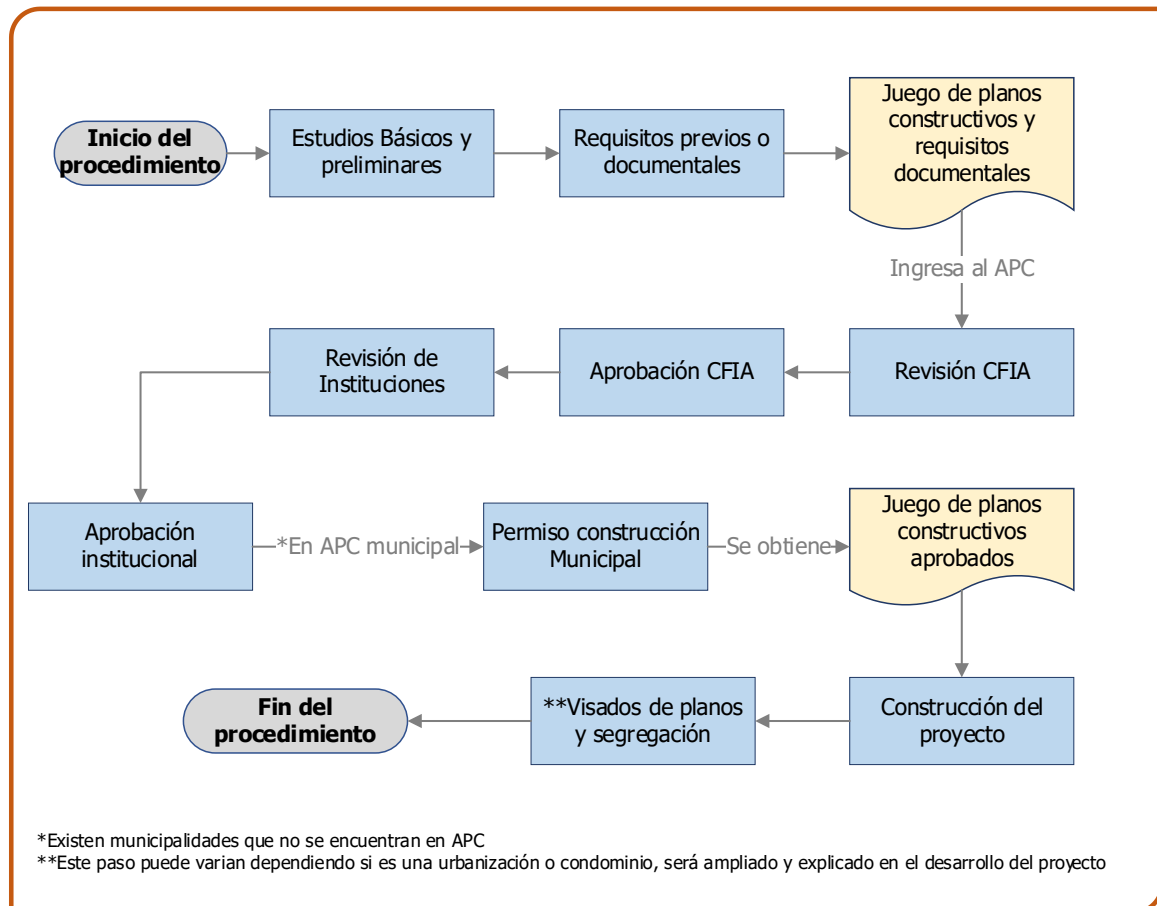 Inicio del
procedimiento
Estudios Básicos y
preliminares
Requisitos previos o
documentales
Juego de planos
constructivos y
requisitos
documentales
Ingresa al APC
Revisión CFIA
Aprobación CFIA
Revisión de
Instituciones
Aprobación
institucional
*En APC municipal
Permiso construcción
Municipal
Se obtiene
Juego de planos
constructivos
aprobados
Construcción del
proyecto
**Visados de planos
y segregación
Fin del
procedimiento
*Existen municipalidades que no se encuentran en APC
**Este paso puede varian dependiendo si es una urbanización o condominio, será ampliado y explicado en el desarrollo del proyecto